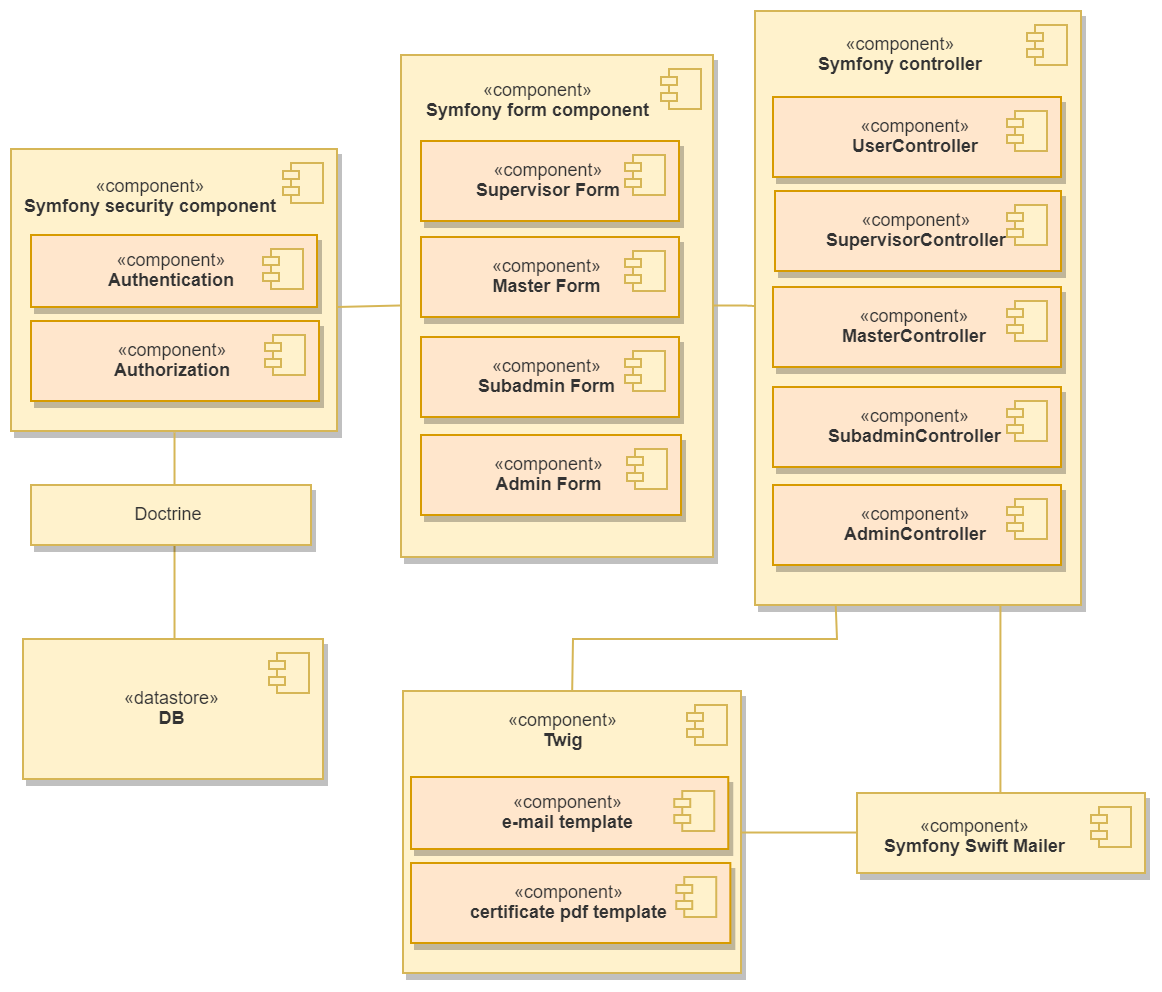 «component»
Symfony security component
«component»
Authentication
«component»
Authorization
Doctrine
«datastore»
DB
«component»
Symfony form component
«component»
Supervisor Form
«component»
Master Form
«component»
Subadmin Form
«component»
Admin Form
«component»
Symfony controller
«component»
UserController
«component»
SupervisorController
«component»
MasterController
«component»
SubadminController
«component»
AdminController
«component»
Twig
«component»
e-mail template
«component»
certificate pdf template
«component»
Symfony Swift Mailer